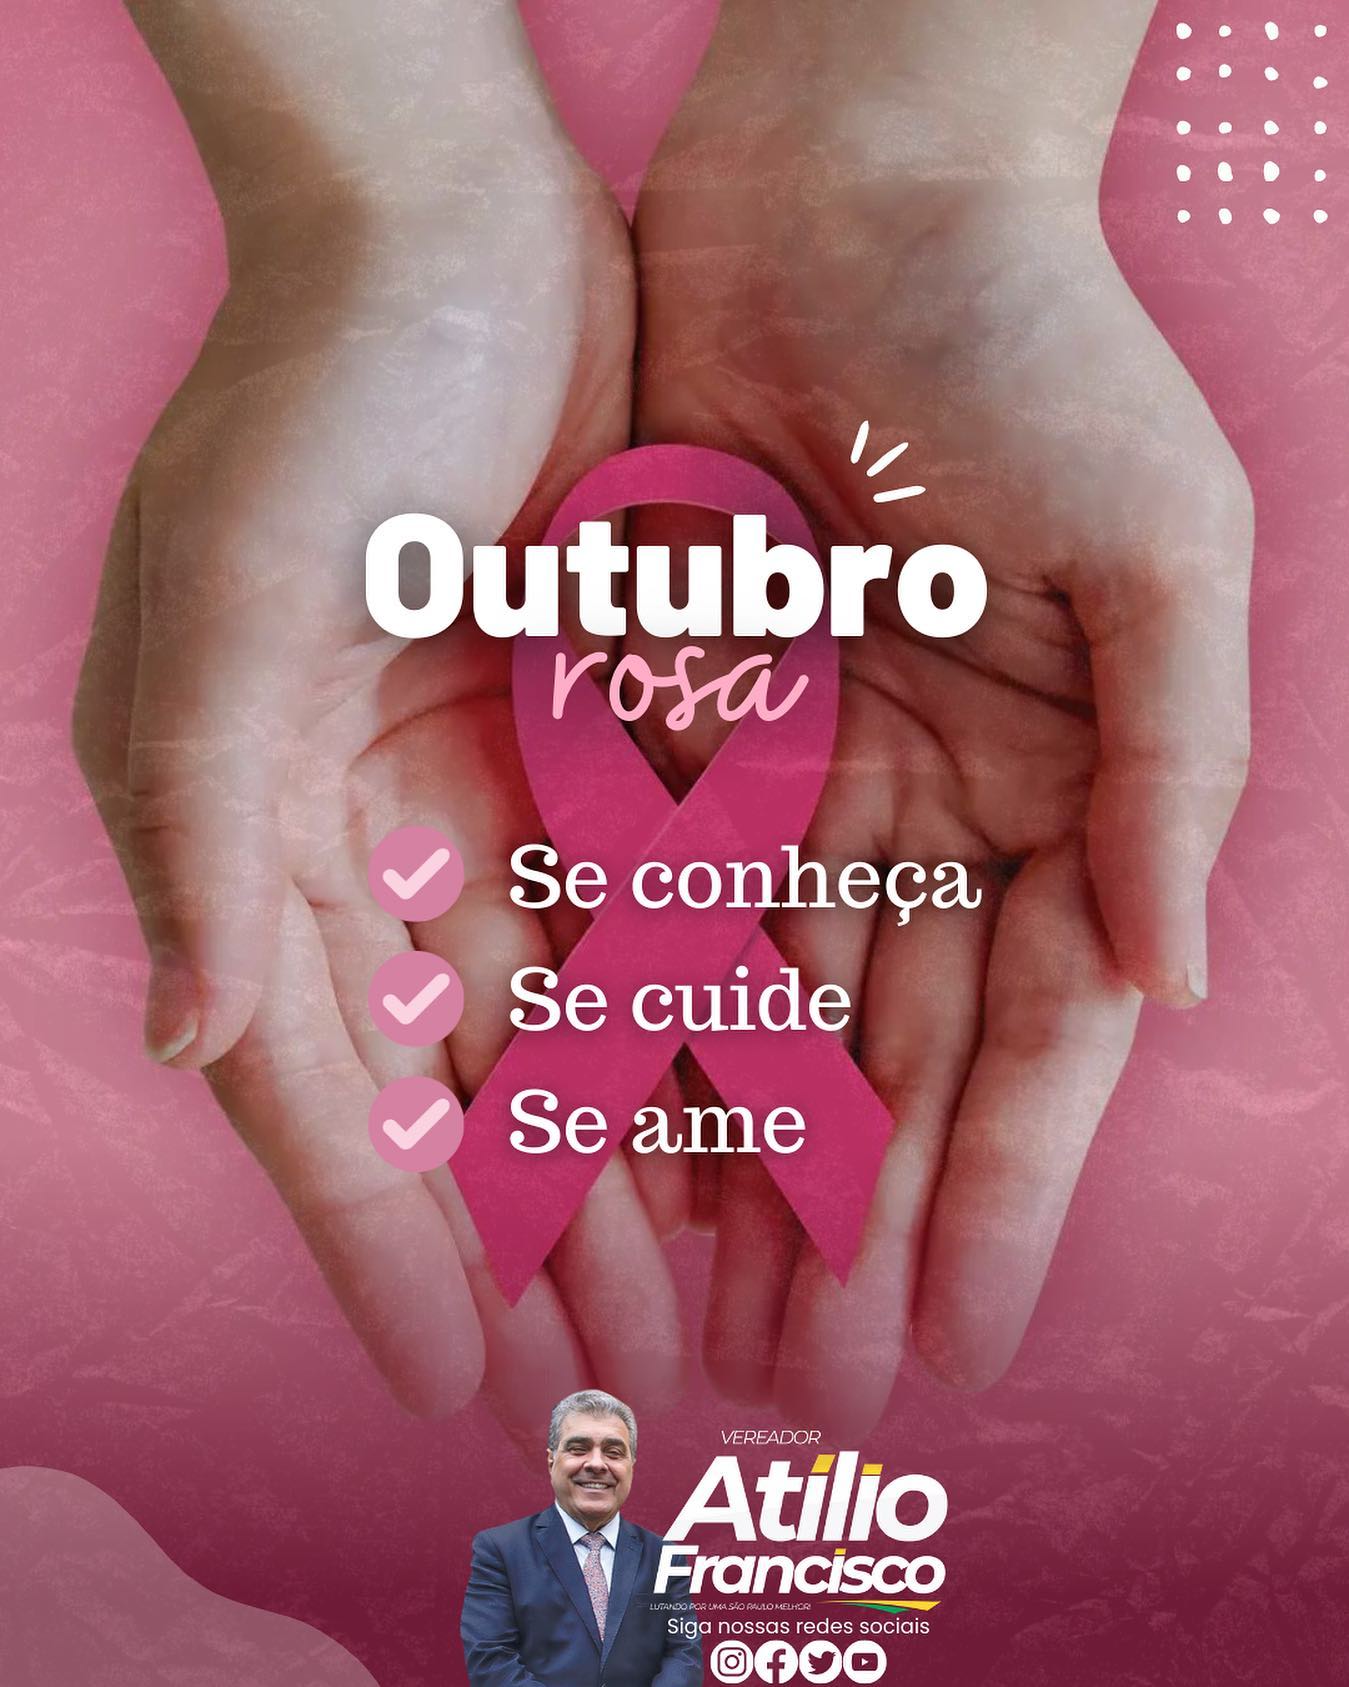 Outubro
rosa
Se conheça
Se cuide
Se ame
VEREADOR
Atílio
Francisco
LUTANDO POR UMA SÃO PAULO MELHOR!
Siga nossas redes sociais